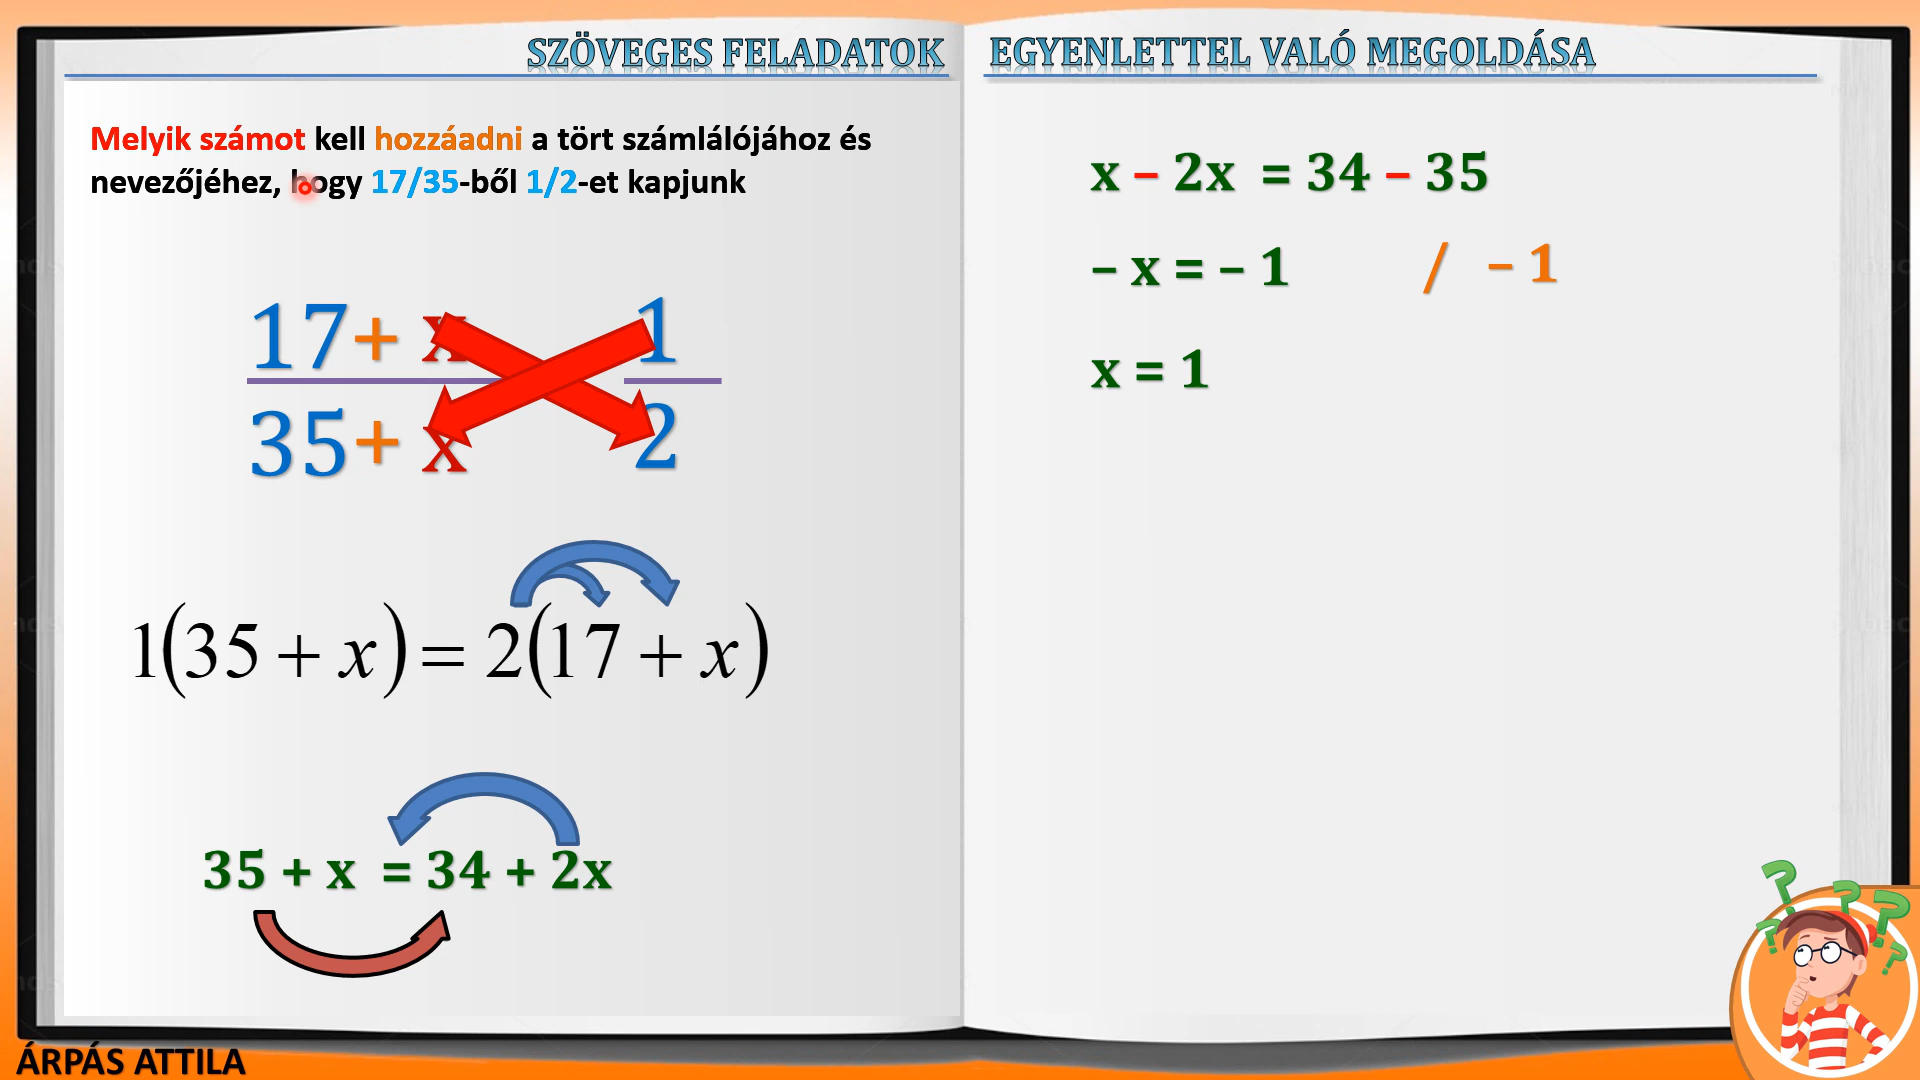 SZÖVEGES FELADATOK
Melyik számot kell hozzáadni a tört számlálójához és
nevezőjéhez, hogy 17/35-ből 1/2-et kapjunk
17+ x 1
35+ x 2
1(35 + x) = 2(17 + x)
35 + x = 34 + 2x
EGYENLETTEL VALÓ MEGOLDÁSA
x – 2x = 34 – 35
– x = – 1 / – 1
x = 1
? ? ? ? ?
ÁRPÁS ATTILA